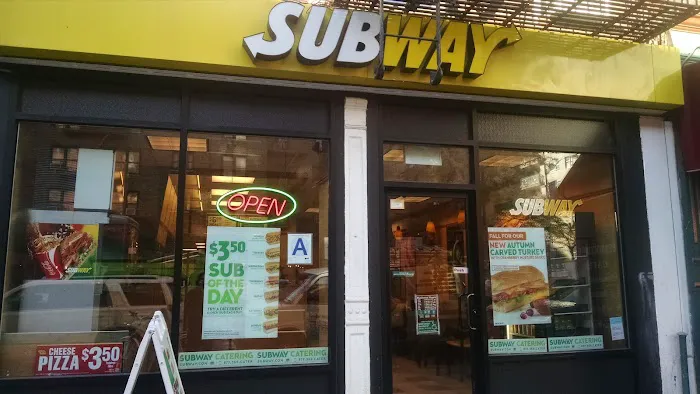 SUBWAY
OPEN
A
$3.50
SUB
OF THE
DAY
SUBWAY
CHEESE
PIZZA $3.50
SUBWAY CATERING SUBWAY CATERING
SUBWAY
FALL FOR OUR
NEW AUTUMN
CARVED TURKEY
SUBWAY CATERING SUBWAY CATERING